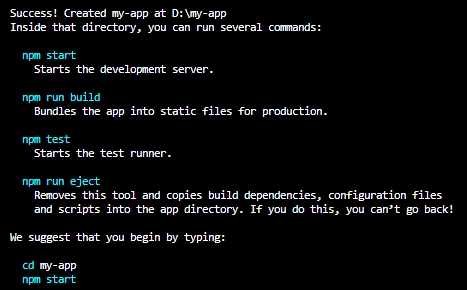 Success! Created my-app at D:\my-app
Inside that directory, you can run several commands:
npm start
Starts the development server.
npm run build
Bundles the app into static files for production.
npm test
Starts the test runner.
npm run eject
Removes this tool and copies build dependencies, configuration files
and scripts into the app directory. If you do this, you can’t go back!
We suggest that you begin by typing:
cd my-app
npm start